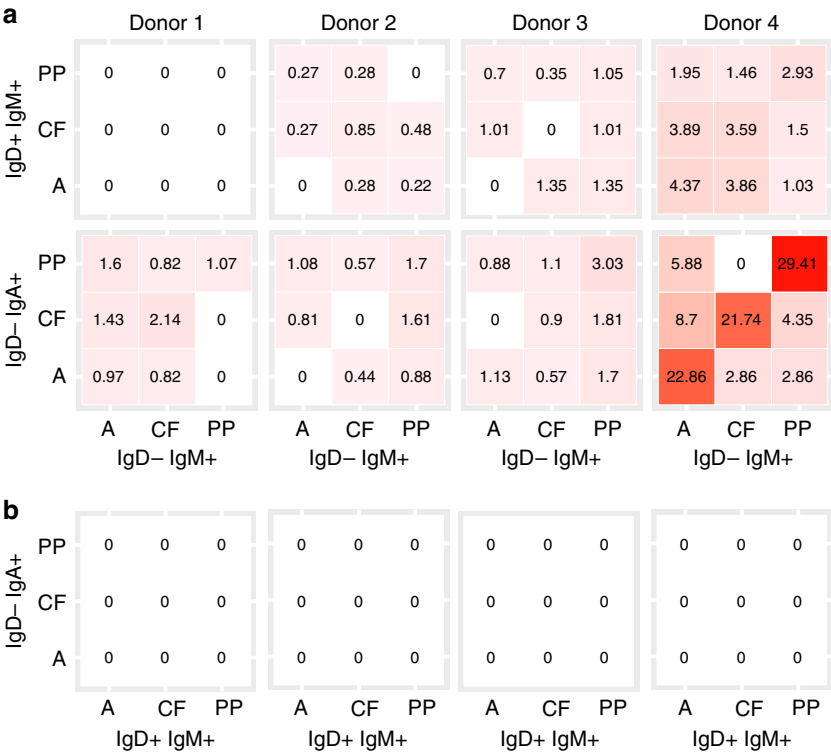 a
Donor 1 Donor 2 Donor 3 Donor 4
IgD+ IgM+
PP 0 0 0 0.27 0.28 0 0.7 0.35 1.05 1.95 1.46 2.93
CF 0 0 0 0.27 0.85 0.48 1.01 0 1.01 3.89 3.59 1.5
A 0 0 0 0 0.28 0.22 0 1.35 1.35 4.37 3.86 1.03
IgD– IgA+
PP 1.6 0.82 1.07 1.08 0.57 1.7 0.88 1.1 3.03 5.88 0 29.41
CF 1.43 2.14 0 0.81 0 1.61 0 0.9 1.81 8.7 21.74 4.35
A 0.97 0.82 0 0 0.44 0.88 1.13 0.57 1.7 22.86 2.86 2.86
A CF PP A CF PP A CF PP A CF PP
IgD– IgM+ IgD– IgM+ IgD– IgM+ IgD– IgM+
b
IgD– IgA+
PP 0 0 0 0 0 0 0 0 0 0 0 0
CF 0 0 0 0 0 0 0 0 0 0 0 0
A 0 0 0 0 0 0 0 0 0 0 0 0
A CF PP A CF PP A CF PP A CF PP
IgD+ IgM+ IgD+ IgM+ IgD+ IgM+ IgD+ IgM+